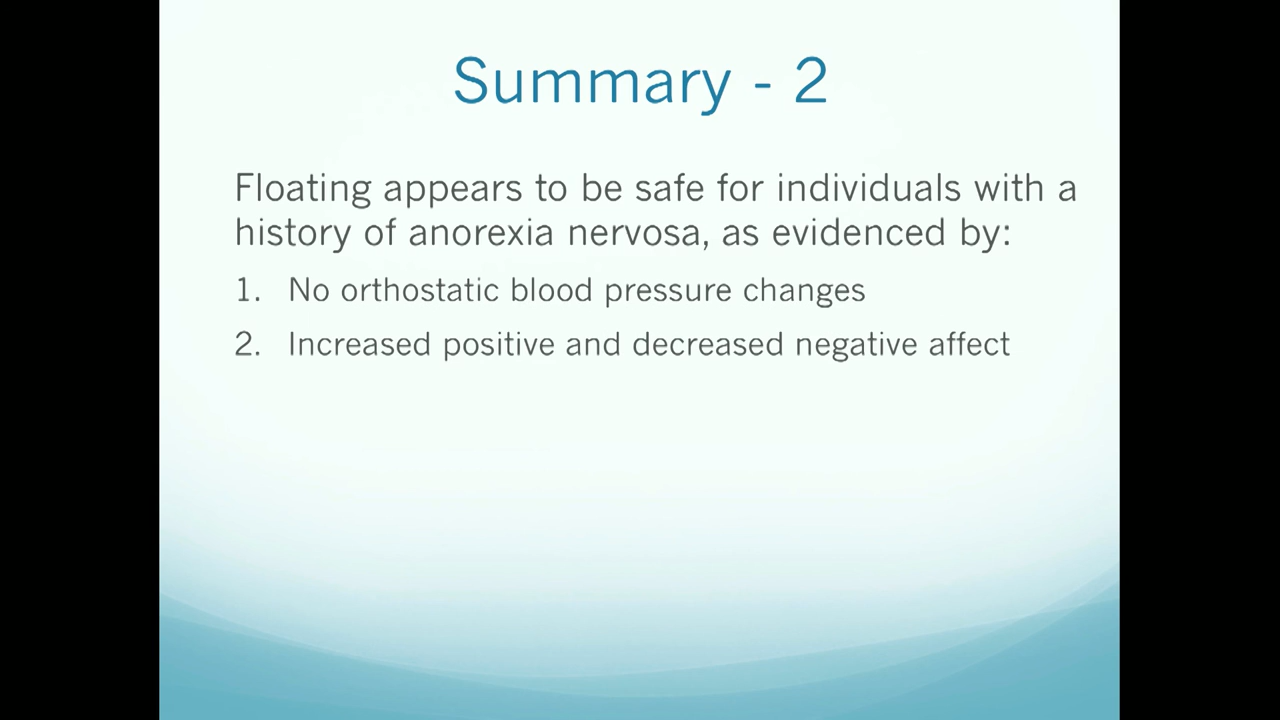 Summary - 2
Floating appears to be safe for individuals with a
history of anorexia nervosa, as evidenced by:
1. No orthostatic blood pressure changes
2. Increased positive and decreased negative affect